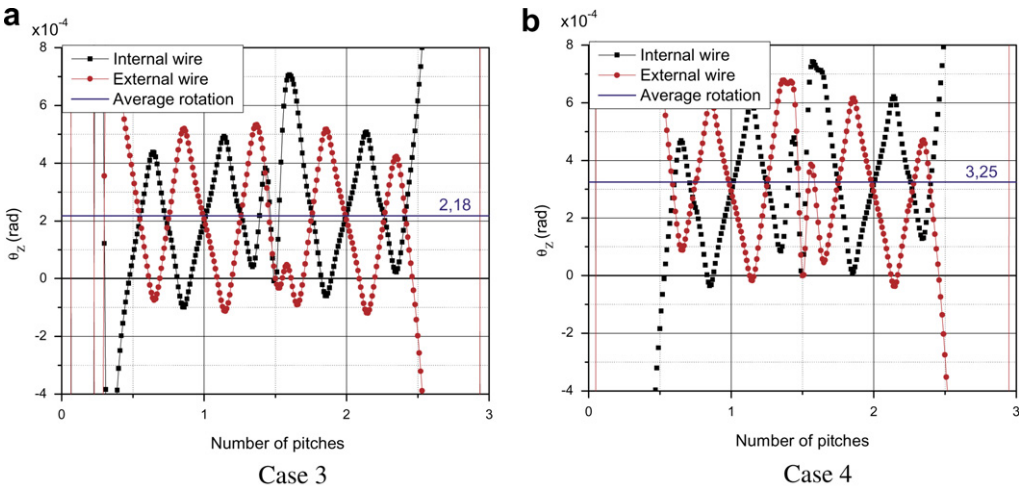 a
x10⁻⁴
8
6
4
2
0
-2
-4
θz (rad)
Internal wire
External wire
Average rotation
2,18
0
1
2
3
Number of pitches
Case 3
b
x10⁻⁴
8
6
4
2
0
-2
-4
θz (rad)
Internal wire
External wire
Average rotation
3,25
0
1
2
3
Number of pitches
Case 4